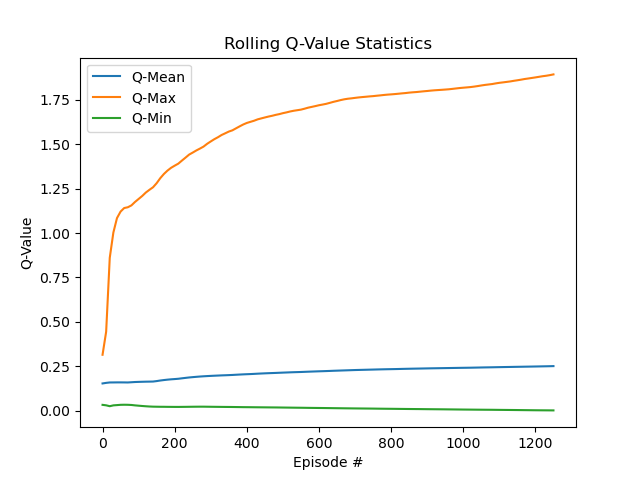 Rolling Q-Value Statistics
Q-Mean
Q-Max
Q-Min
Q-Value
1.75
1.50
1.25
1.00
0.75
0.50
0.25
0.00
0 200 400 600 800 1000 1200
Episode #